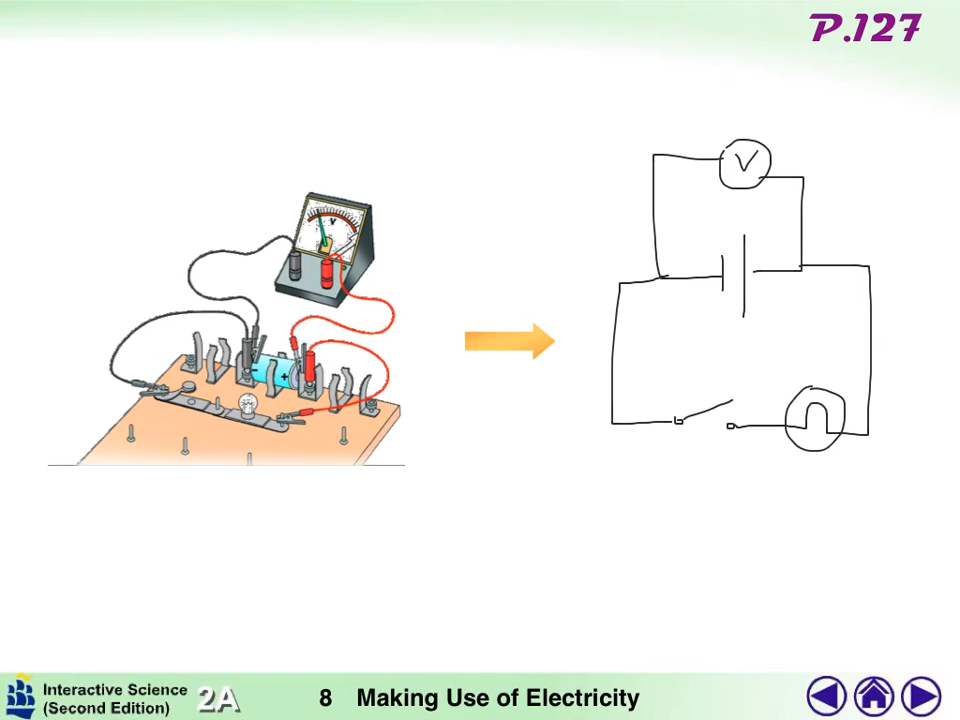 P.127
V
V
- +
Interactive Science
(Second Edition)
2A
8 Making Use of Electricity